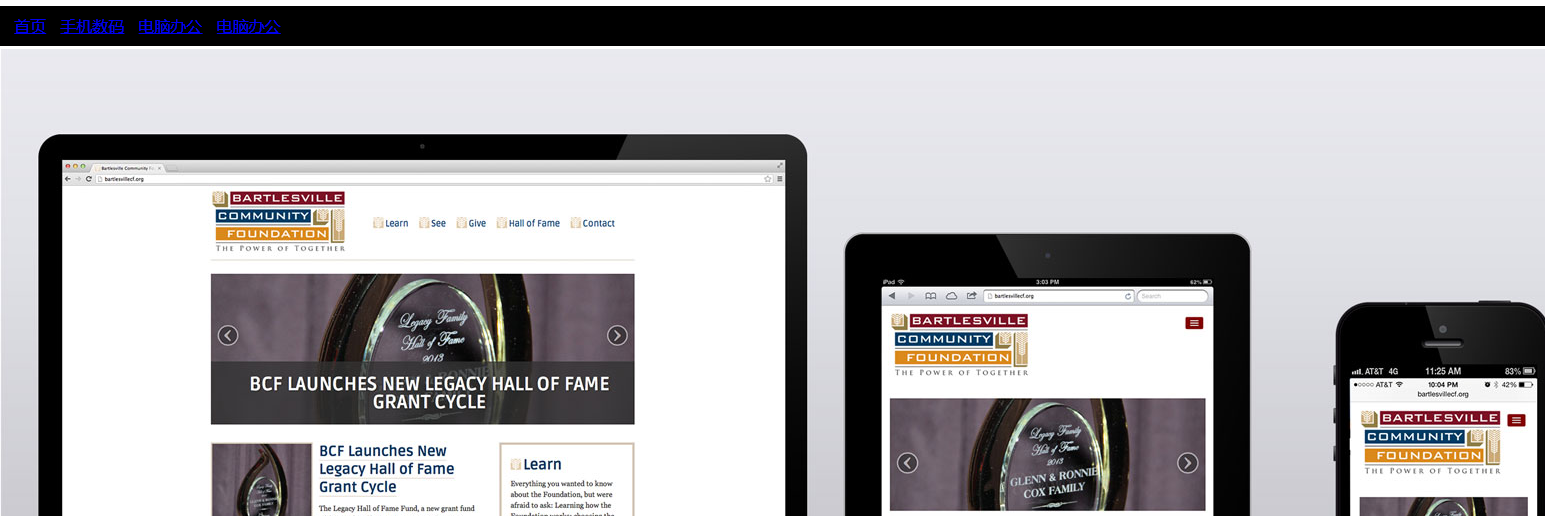 首页 手机数码 电脑办公 电脑办公
Bartlesville Community Fo
bartlesvillecf.org
BARTLESVILLE
COMMUNITY
FOUNDATION
THE POWER OF TOGETHER
Learn See Give Hall of Fame Contact
Legacy Family
Hall of Fame
2013
BCF LAUNCHES NEW LEGACY HALL OF FAME
GRANT CYCLE
BCF Launches New
Legacy Hall of Fame
Grant Cycle
The Legacy Hall of Fame Fund, a new grant fund
Learn
Everything you wanted to know
about the Foundation, but were
afraid to ask: Learning how the
Foundation works; choosing the
iPad 3:03 PM 62%
bartlesvillecf.org Search
BARTLESVILLE
COMMUNITY
FOUNDATION
THE POWER OF TOGETHER
Legacy Family
Hall of Fame
2013
GLENN & RONNIE
COX FAMILY
AT&T 4G 11:25 AM 83%
AT&T 10:04 PM 42%
bartlesvillecf.org
BARTLESVILLE
COMMUNITY
FOUNDATION
THE POWER OF TOGETHER